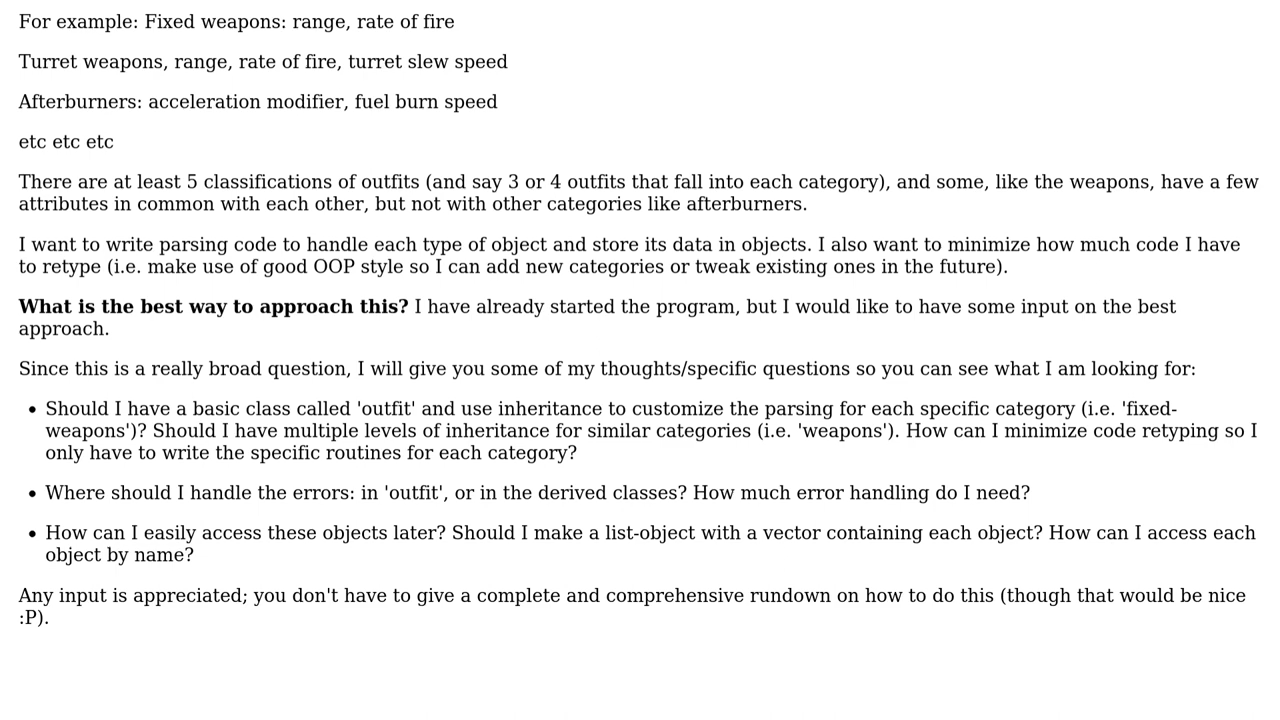 For example: Fixed weapons: range, rate of fire
Turret weapons, range, rate of fire, turret slew speed
Afterburners: acceleration modifier, fuel burn speed
etc etc etc
There are at least 5 classifications of outfits (and say 3 or 4 outfits that fall into each category), and some, like the weapons, have a few
attributes in common with each other, but not with other categories like afterburners.
I want to write parsing code to handle each type of object and store its data in objects. I also want to minimize how much code I have
to retype (i.e. make use of good OOP style so I can add new categories or tweak existing ones in the future).
What is the best way to approach this? I have already started the program, but I would like to have some input on the best
approach.
Since this is a really broad question, I will give you some of my thoughts/specific questions so you can see what I am looking for:
• Should I have a basic class called 'outfit' and use inheritance to customize the parsing for each specific category (i.e. 'fixed-
weapons')? Should I have multiple levels of inheritance for similar categories (i.e. 'weapons'). How can I minimize code retyping so I
only have to write the specific routines for each category?
• Where should I handle the errors: in 'outfit', or in the derived classes? How much error handling do I need?
• How can I easily access these objects later? Should I make a list-object with a vector containing each object? How can I access each
object by name?
Any input is appreciated; you don't have to give a complete and comprehensive rundown on how to do this (though that would be nice
:P).